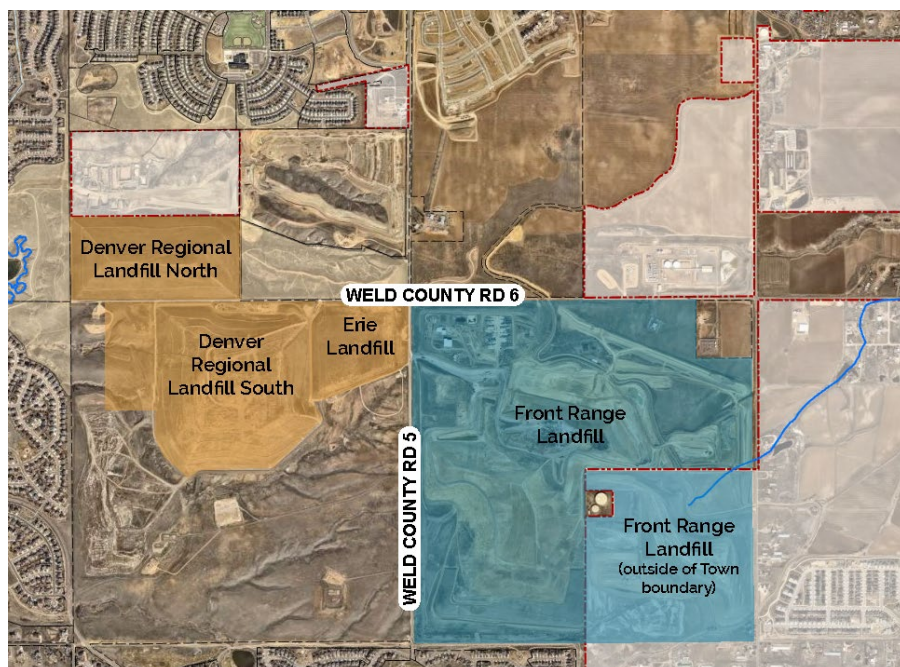 Denver Regional
Landfill North
WELD COUNTY RD 6
Erie
Landfill
Denver
Regional
Landfill South
Front Range
Landfill
WELD COUNTY RD 5
Front Range
Landfill
(outside of Town
boundary)